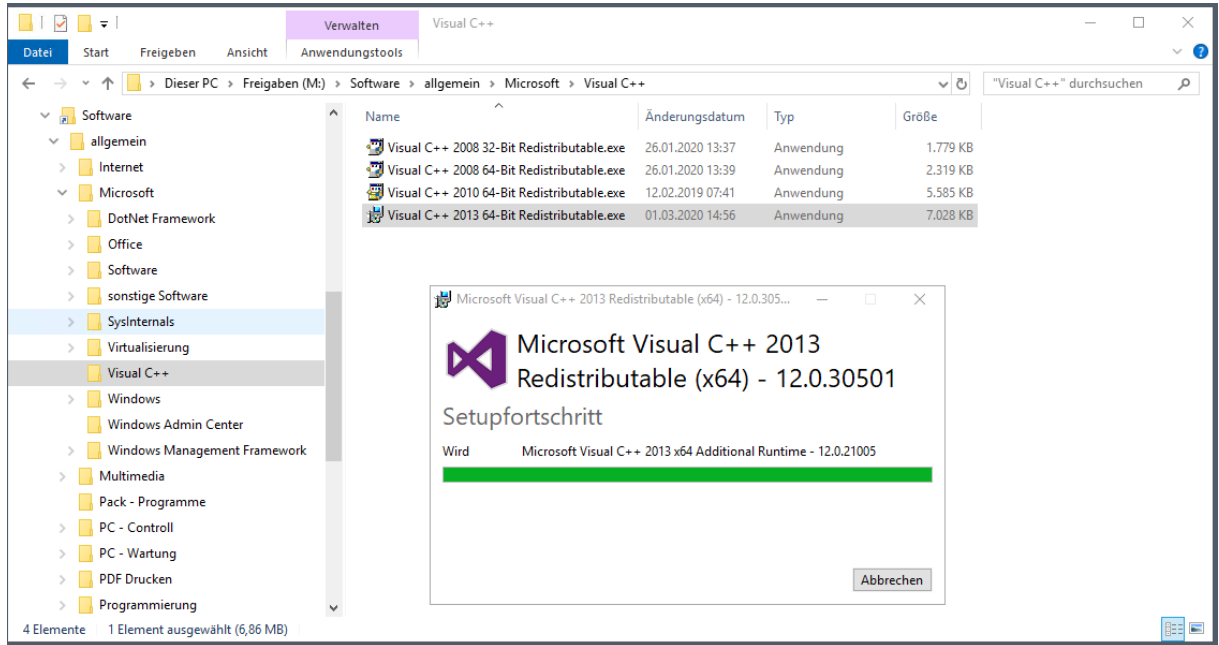 Verwalten
Visual C++
Datei Start Freigeben Ansicht Anwendungstools
Dieser PC > Freigaben (M:) > Software > allgemein > Microsoft > Visual C++
"Visual C++" durchsuchen
Software
allgemein
Internet
Microsoft
DotNet Framework
Office
Software
sonstige Software
SysInternals
Virtualisierung
Visual C++
Windows
Windows Admin Center
Windows Management Framework
Multimedia
Pack - Programme
PC - Controll
PC - Wartung
PDF Drucken
Programmierung
Name Änderungsdatum Typ Größe
Visual C++ 2008 32-Bit Redistributable.exe 26.01.2020 13:37 Anwendung 1.779 KB
Visual C++ 2008 64-Bit Redistributable.exe 26.01.2020 13:39 Anwendung 2.319 KB
Visual C++ 2010 64-Bit Redistributable.exe 12.02.2019 07:41 Anwendung 5.585 KB
Visual C++ 2013 64-Bit Redistributable.exe 01.03.2020 14:56 Anwendung 7.028 KB
Microsoft Visual C++ 2013 Redistributable (x64) - 12.0.305...
Microsoft Visual C++ 2013
Redistributable (x64) - 12.0.30501
Setupfortschritt
Wird Microsoft Visual C++ 2013 x64 Additional Runtime - 12.0.21005
Abbrechen
4 Elemente 1 Element ausgewählt (6,86 MB)